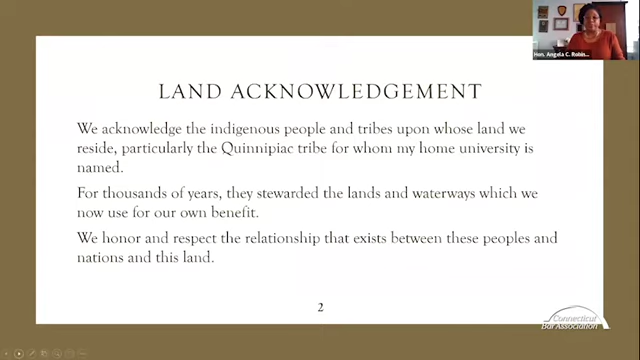 Hon. Angela C. Robin...
LAND ACKNOWLEDGEMENT
We acknowledge the indigenous people and tribes upon whose land we
reside, particularly the Quinnipiac tribe for whom my home university is
named.
For thousands of years, they stewarded the lands and waterways which we
now use for our own benefit.
We honor and respect the relationship that exists between these peoples and
nations and this land.
2
Connecticut
Bar Association